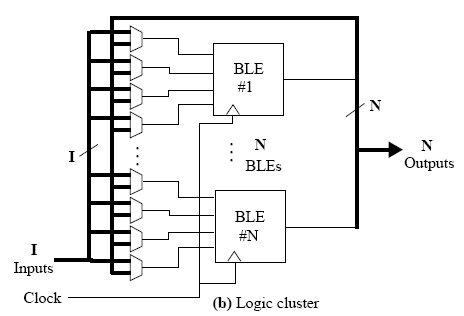 BLE
#1
N
I
N
BLEs
N
Outputs
BLE
#N
I
Inputs
Clock
(b) Logic cluster